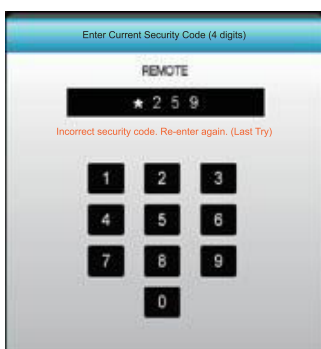 Enter Current Security Code (4 digits)
REMOTE
★ 2 5 9
Incorrect security code. Re-enter again. (Last Try)
1 2 3
4 5 6
7 8 9
0